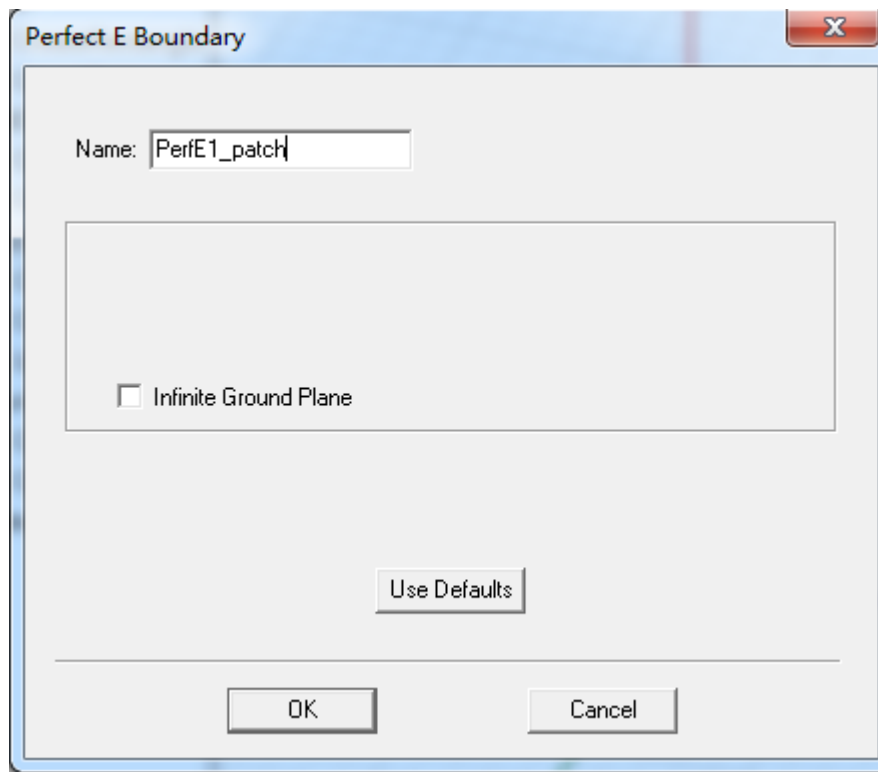 Perfect E Boundary
Name: PerfE1_patch
Infinite Ground Plane
Use Defaults
OK Cancel